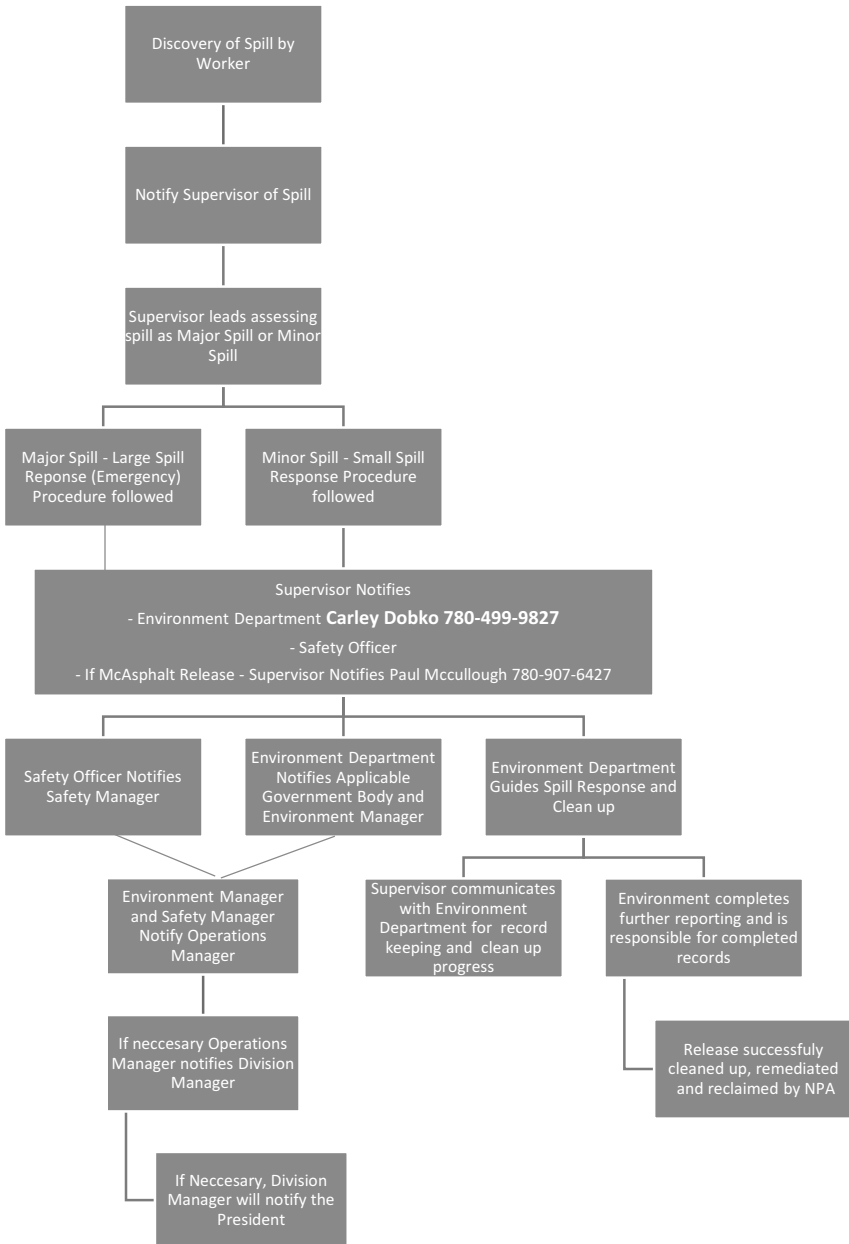 Discovery of Spill by
Worker
Notify Supervisor of Spill
Supervisor leads assessing
spill as Major Spill or Minor
Spill
Major Spill - Large Spill
Reponse (Emergency)
Procedure followed
Minor Spill - Small Spill
Response Procedure
followed
Supervisor Notifies
- Environment Department Carley Dobko 780-499-9827
- Safety Officer
- If McAsphalt Release - Supervisor Notifies Paul Mccullough 780-907-6427
Safety Officer Notifies
Safety Manager
Environment Department
Notifies Applicable
Government Body and
Environment Manager
Environment Department
Guides Spill Response and
Clean up
Environment Manager
and Safety Manager
Notify Operations
Manager
Supervisor communicates
with Environment
Department for record
keeping and clean up
progress
Environment completes
further reporting and is
responsible for completed
records
If neccesary Operations
Manager notifies Division
Manager
Release successfuly
cleaned up, remediated
and reclaimed by NPA
If Neccesary, Division
Manager will notify the
President